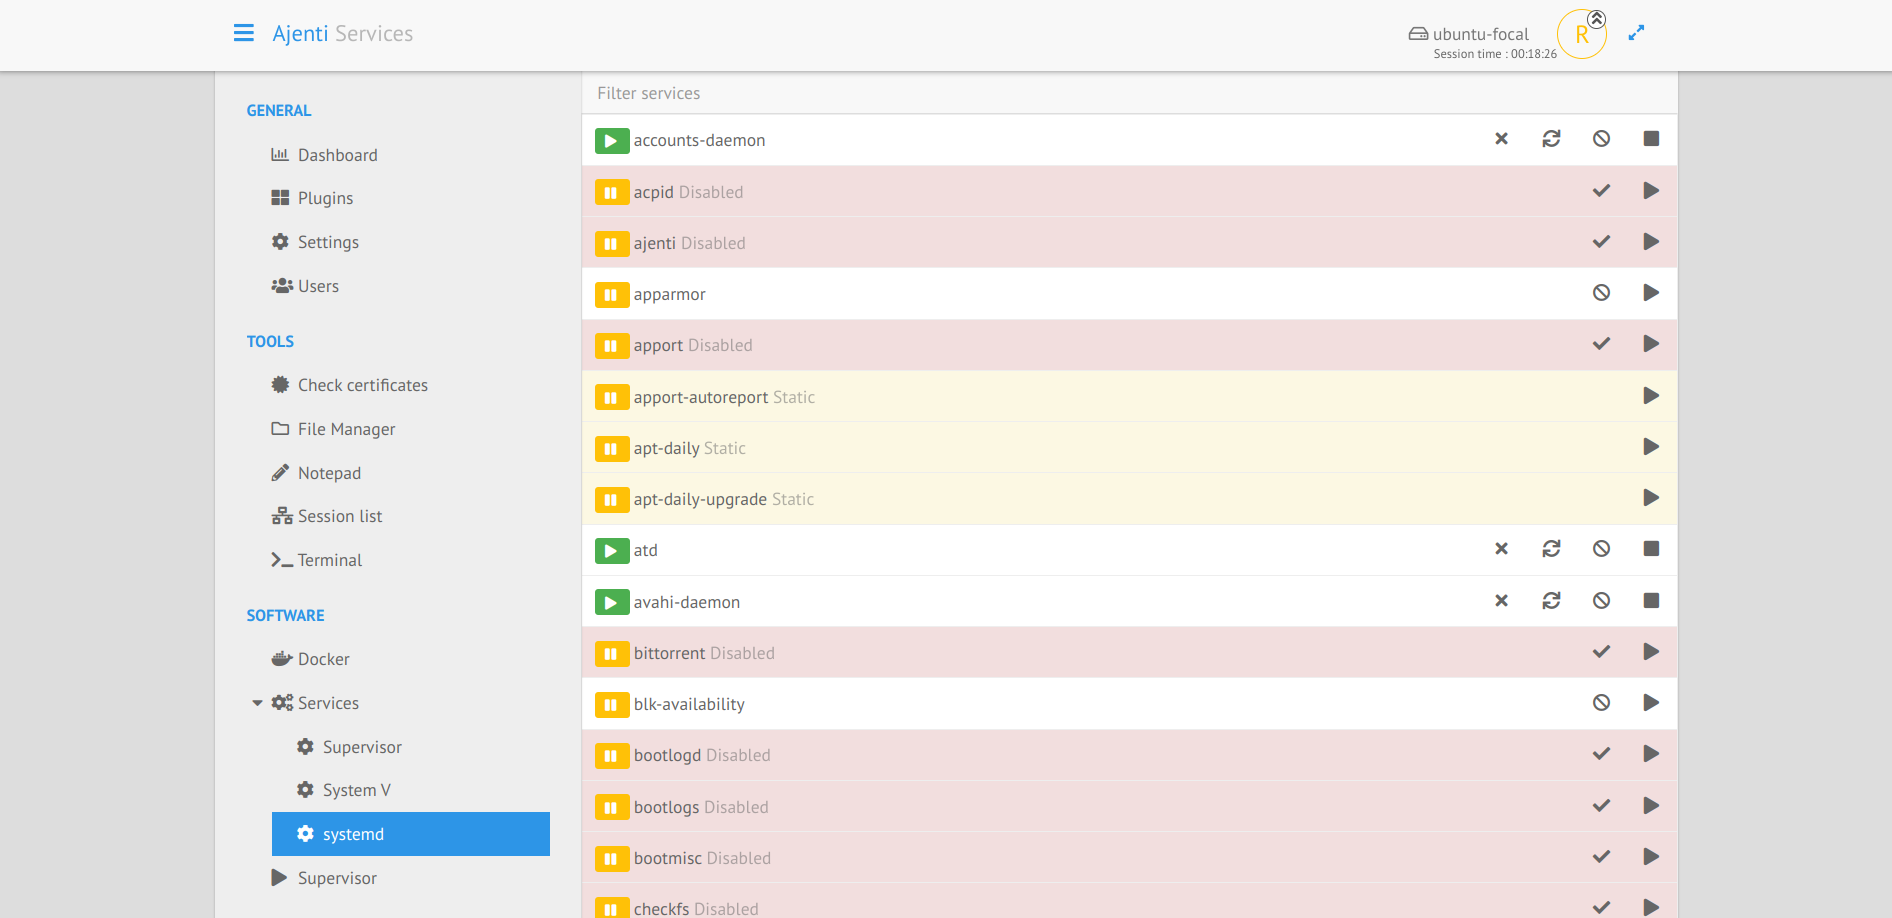 Ajenti Services
ubuntu-focal
Session time : 00:18:26
R
GENERAL
Dashboard
Plugins
Settings
Users
TOOLS
Check certificates
File Manager
Notepad
Session list
Terminal
SOFTWARE
Docker
Services
Supervisor
System V
systemd
Supervisor
Filter services
accounts-daemon
acpid Disabled
ajenti Disabled
apparmor
apport Disabled
apport-autoreport Static
apt-daily Static
apt-daily-upgrade Static
atd
avahi-daemon
bittorrent Disabled
blk-availability
bootlogd Disabled
bootlogs Disabled
bootmisc Disabled
checkfs Disabled